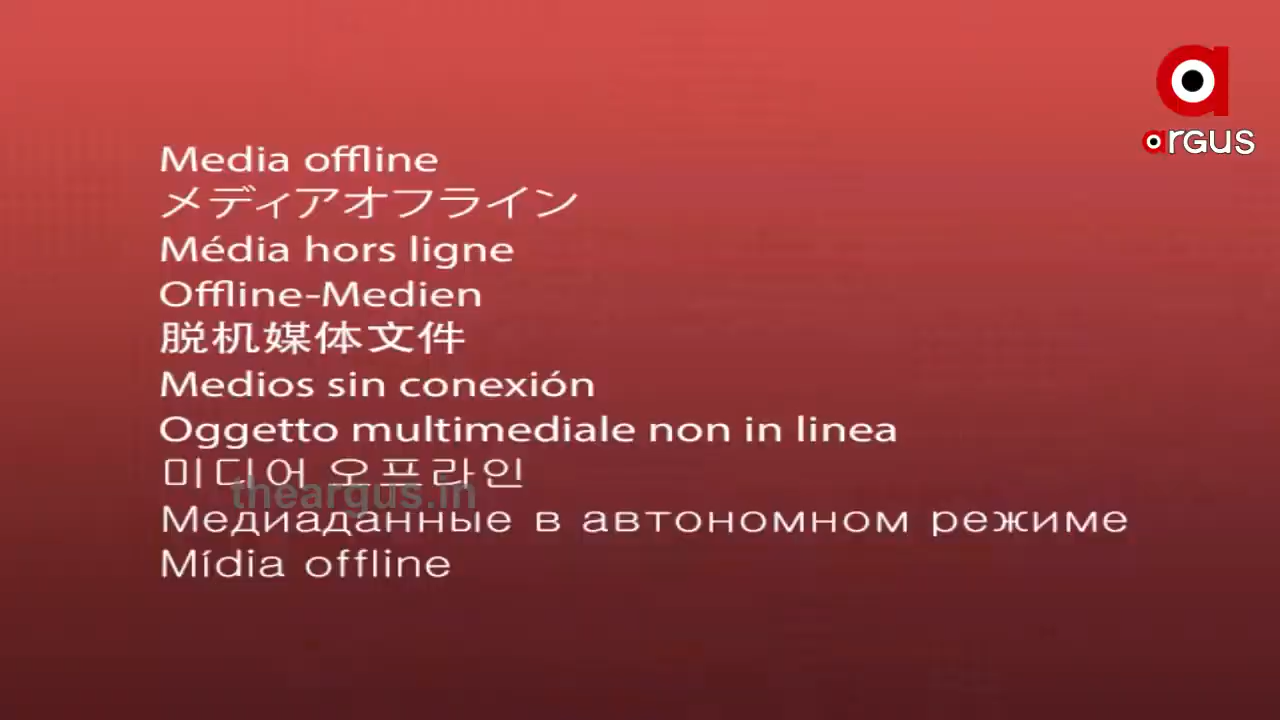 argus
Media offline
メディアオフライン
Média hors ligne
Offline-Medien
脱机媒体文件
Medios sin conexión
Oggetto multimediale non in linea
미디어 오프라인
theargus.in
Медиаданные в автономном режиме
Mídia offline